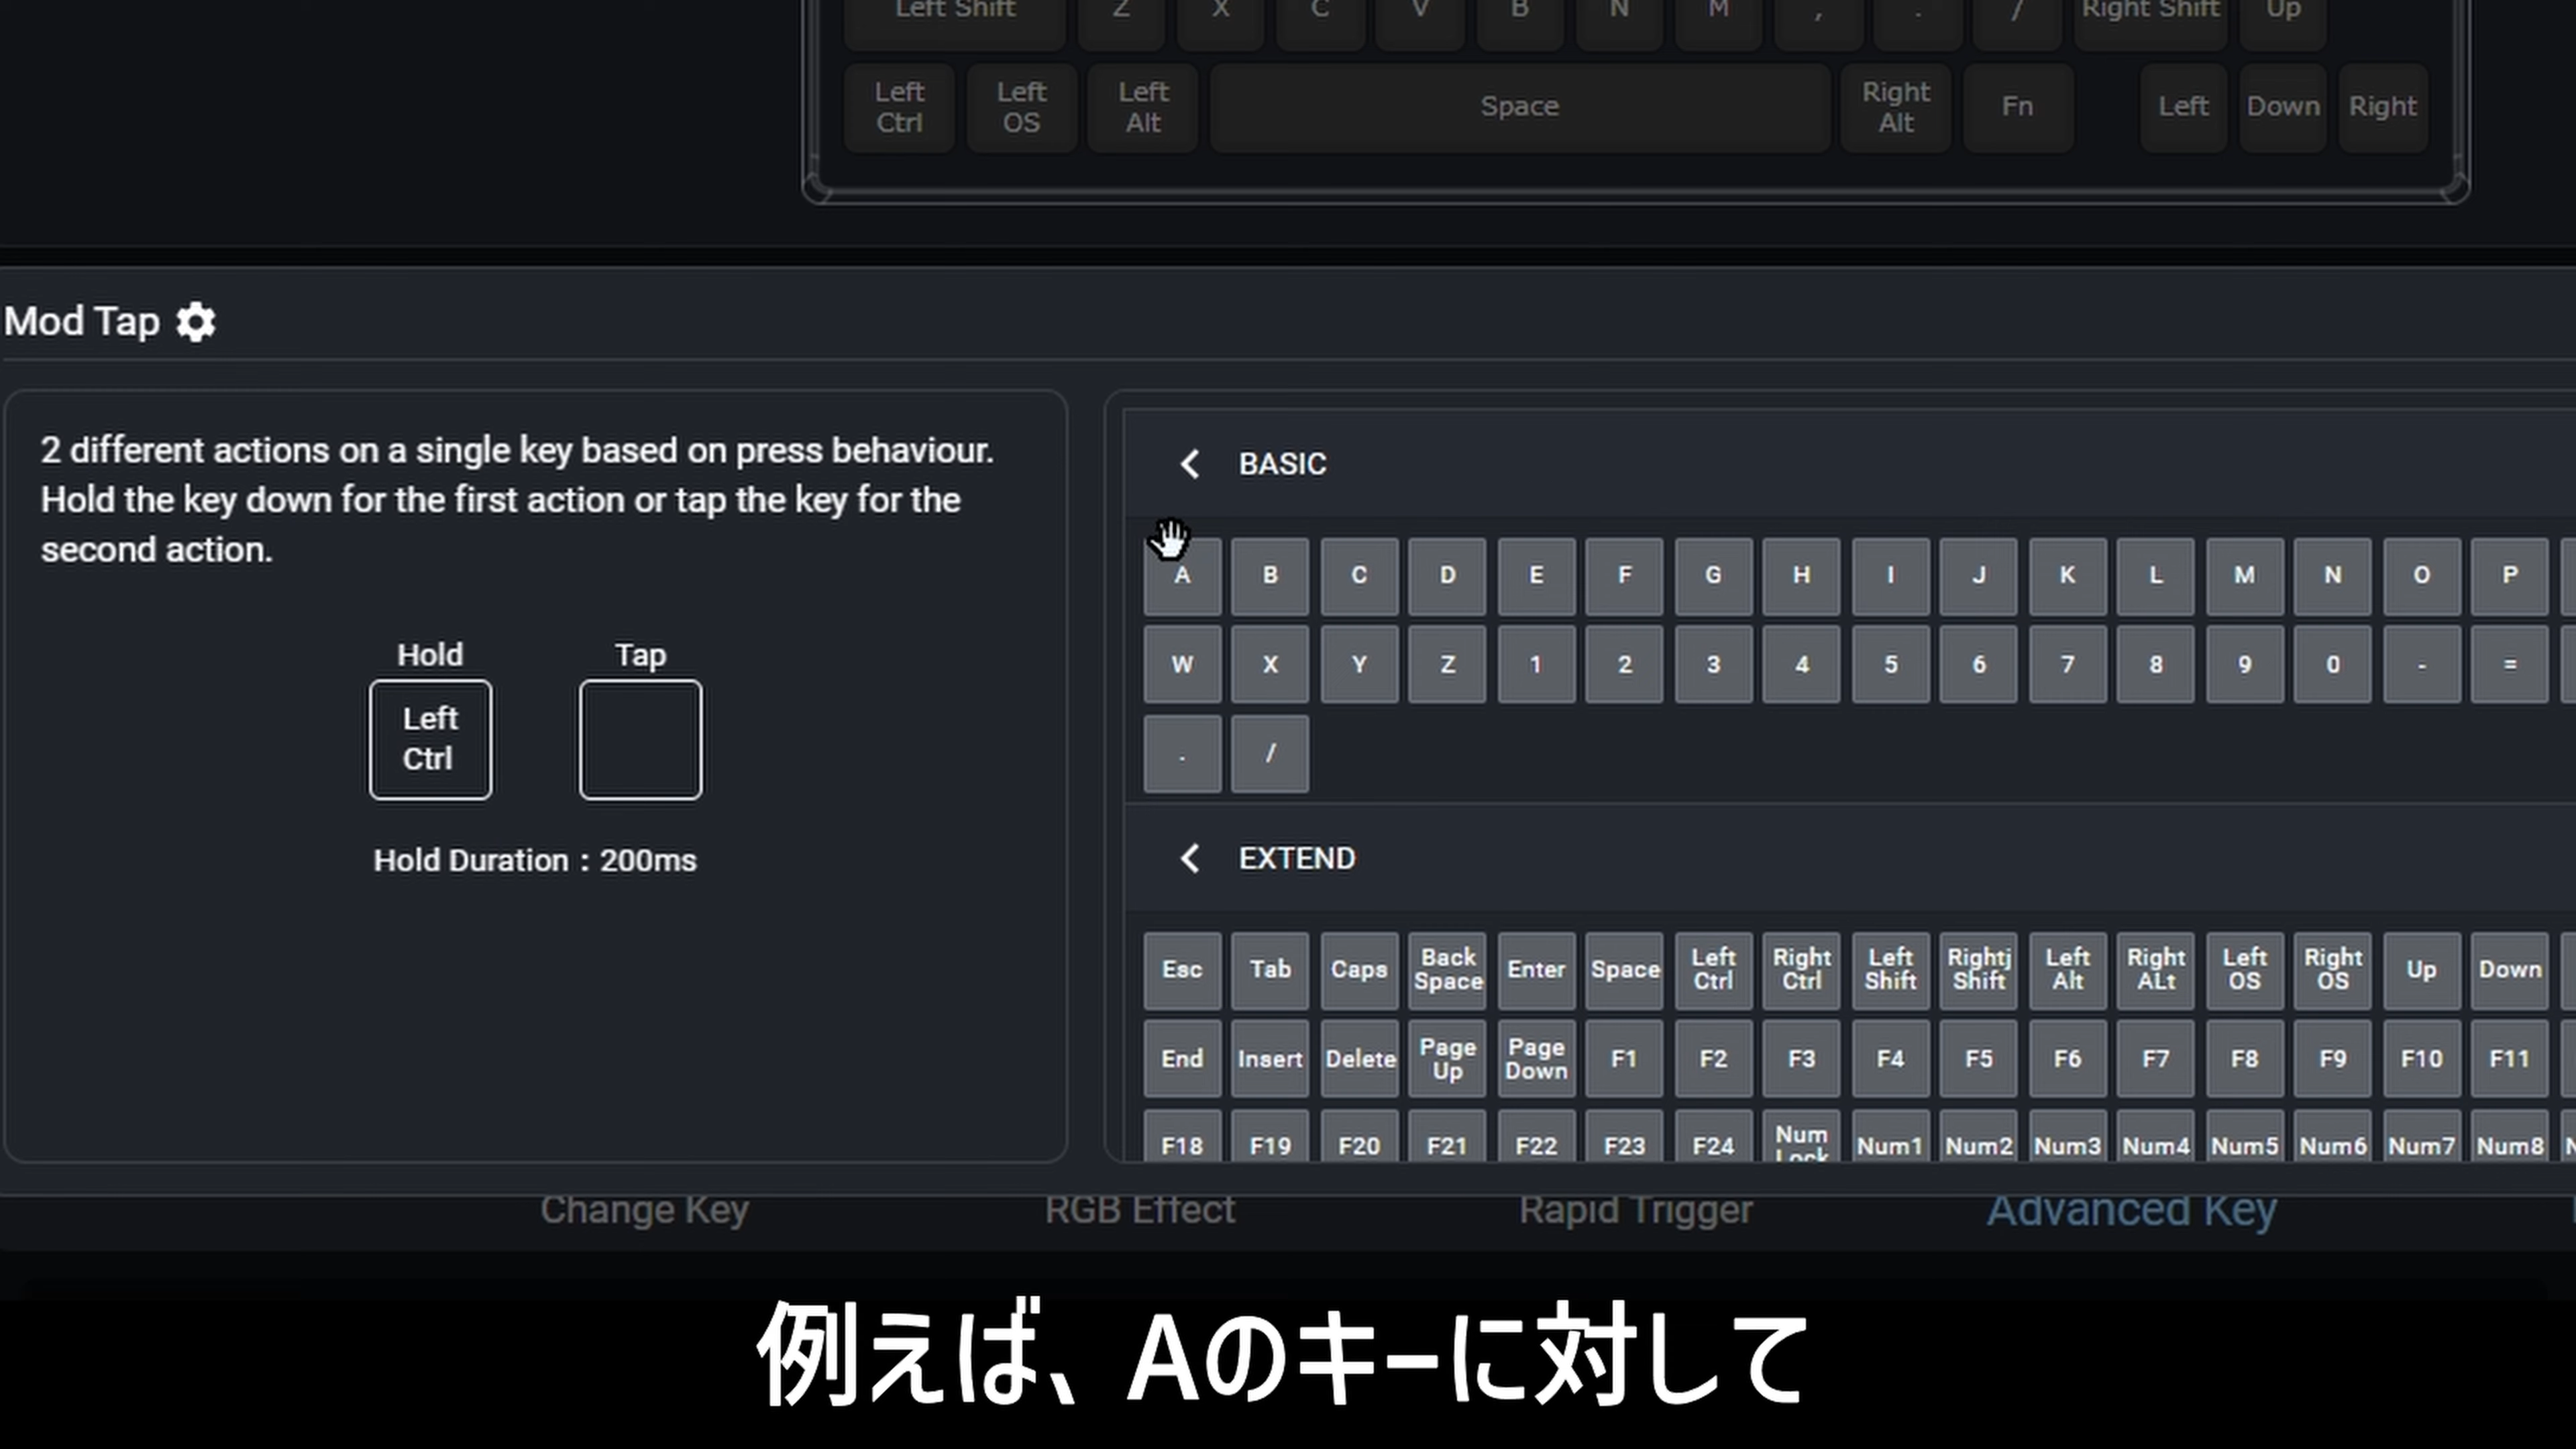 Left Shift Z X C V B N M , . / Right Shift Up
Left Ctrl Left OS Left Alt Space Right Alt Fn Left Down Right
Mod Tap
2 different actions on a single key based on press behaviour.
Hold the key down for the first action or tap the key for the
second action.
Hold Tap
Left
Ctrl
Hold Duration : 200ms
BASIC
A B C D E F G H I J K L M N O P
W X Y Z 1 2 3 4 5 6 7 8 9 0 - =
. /
EXTEND
Esc Tab Caps Back Space Enter Space Left Ctrl Right Ctrl Left Shift Rightj Shift Left Alt Right ALt Left OS Right OS Up Down
End Insert Delete Page Up Page Down F1 F2 F3 F4 F5 F6 F7 F8 F9 F10 F11
F18 F19 F20 F21 F22 F23 F24 Num Lock Num1 Num2 Num3 Num4 Num5 Num6 Num7 Num8
Change Key RGB Effect Rapid Trigger Advanced Key
例えば、Aのキーに対して